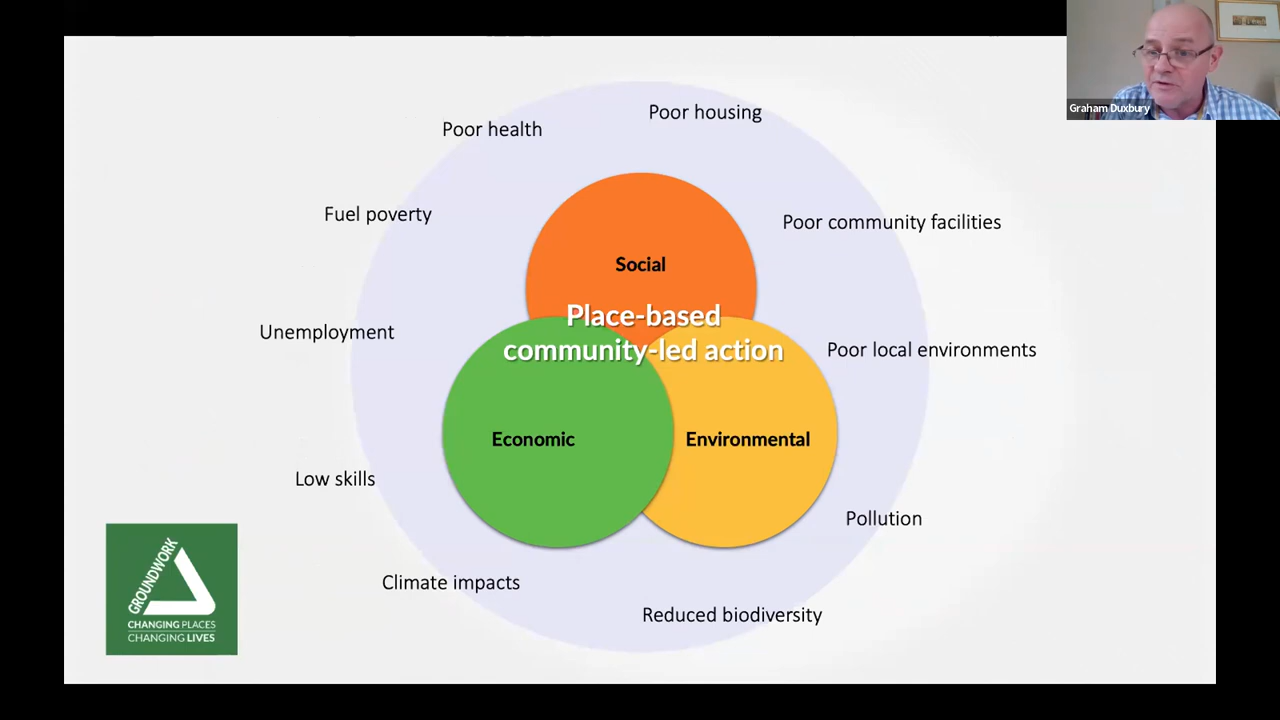 Graham Duxbury
Poor housing
Poor health
Fuel poverty
Poor community facilities
Social
Place-based
community-led action
Unemployment
Poor local environments
Economic
Environmental
Low skills
Pollution
Climate impacts
Reduced biodiversity
GROUNDWORK
CHANGING PLACES
CHANGING LIVES